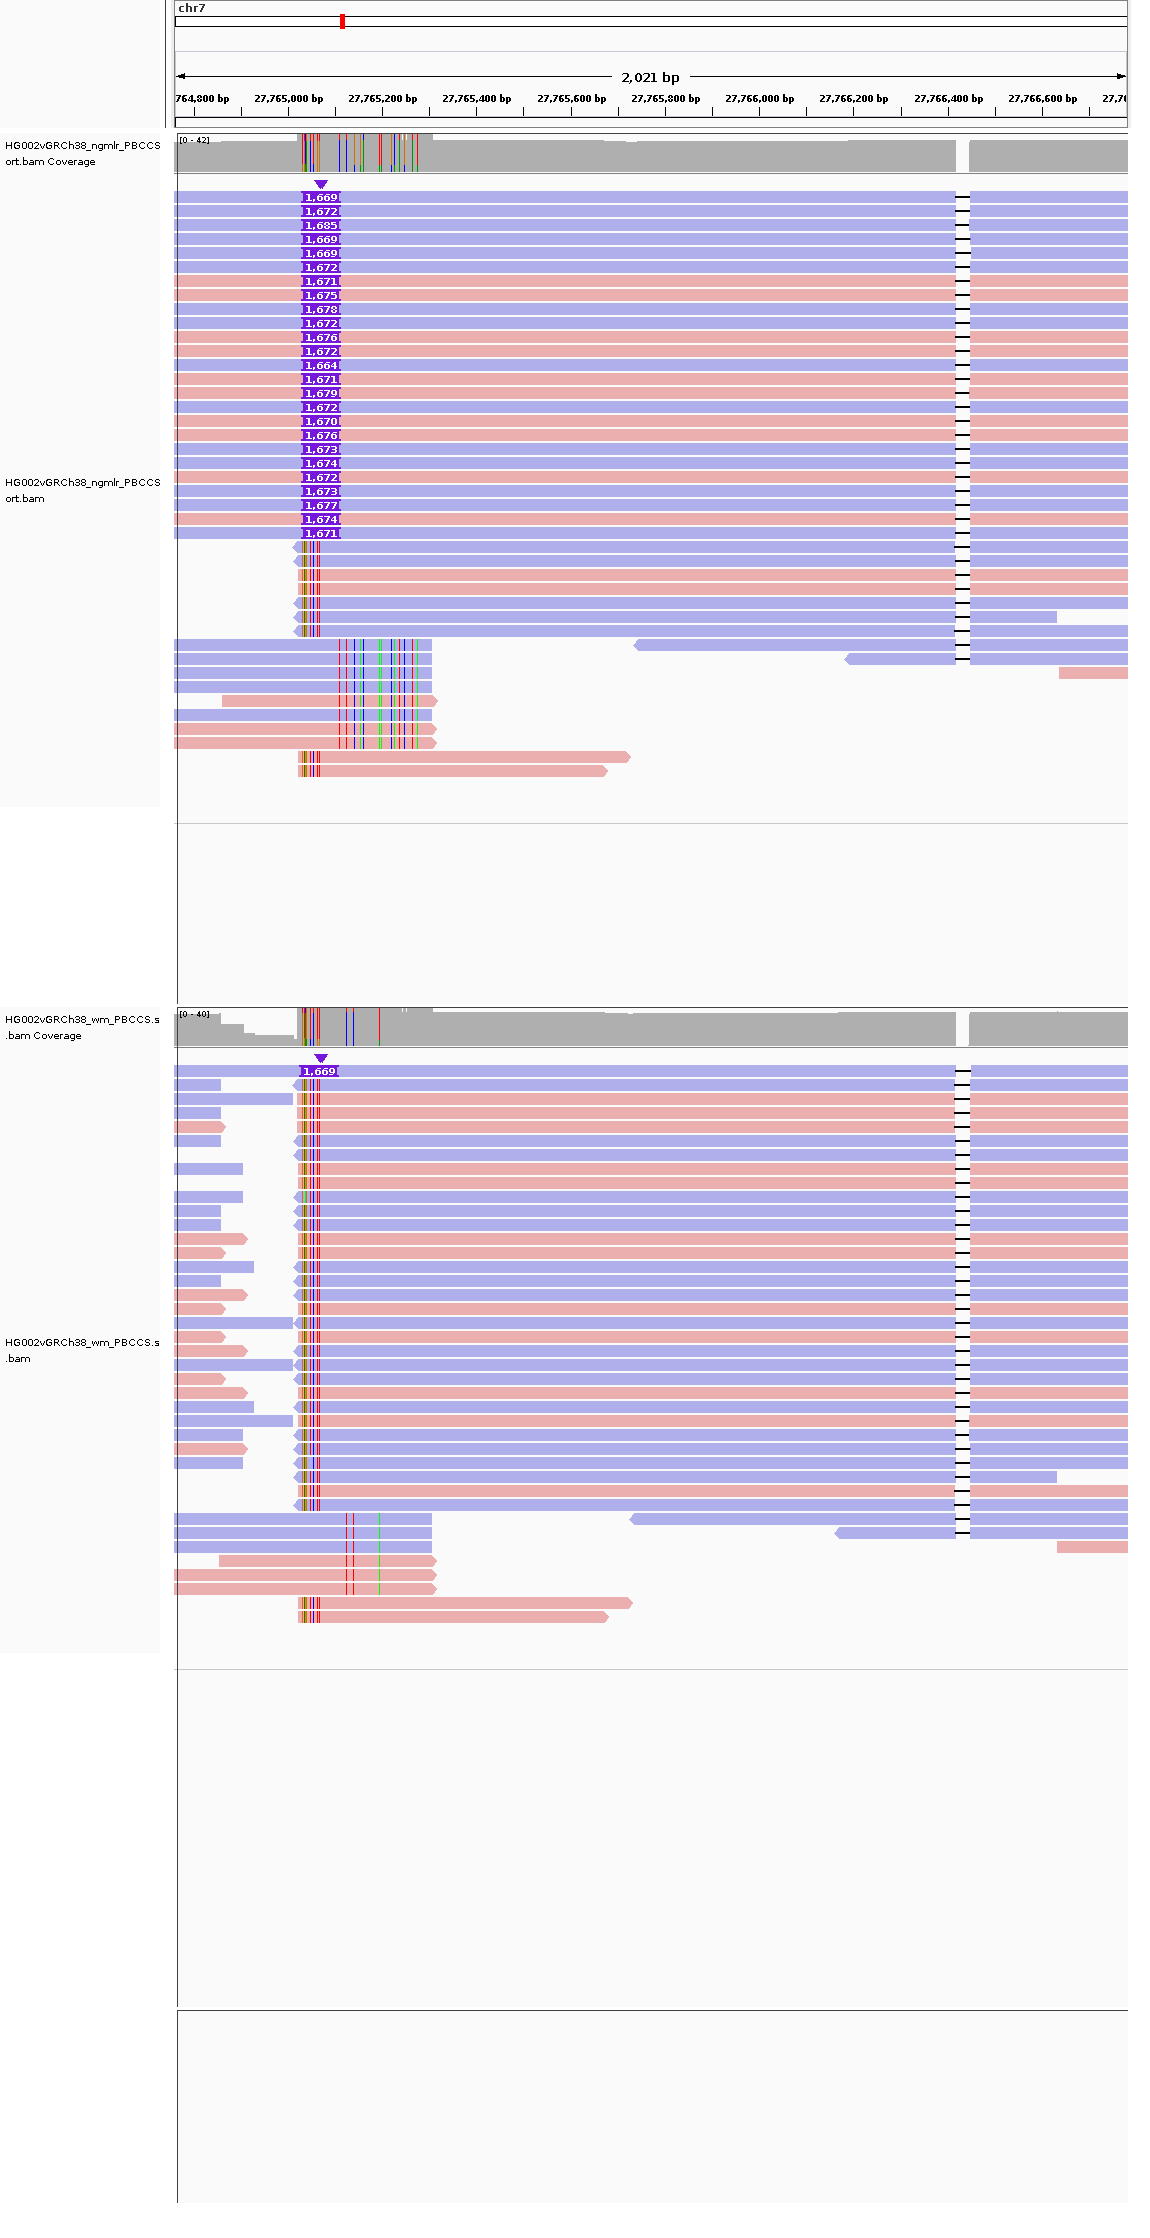 chr7
2,021 bp
764,800 bp 27,765,000 bp 27,765,200 bp 27,765,400 bp 27,765,600 bp 27,765,800 bp 27,766,000 bp 27,766,200 bp 27,766,400 bp 27,766,600 bp 27,70
HG002vGRCh38_ngmlr_PBCCS
ort.bam Coverage
[0 - 42]
1,669
1,672
1,685
1,669
1,669
1,672
1,671
1,675
1,678
1,672
1,676
1,672
1,664
1,671
1,679
1,672
1,670
1,676
1,673
1,674
1,672
1,673
1,677
1,674
1,671
HG002vGRCh38_ngmlr_PBCCS
ort.bam
HG002vGRCh38_wm_PBCCS.s
.bam Coverage
[0 - 40]
1,669
HG002vGRCh38_wm_PBCCS.s
.bam